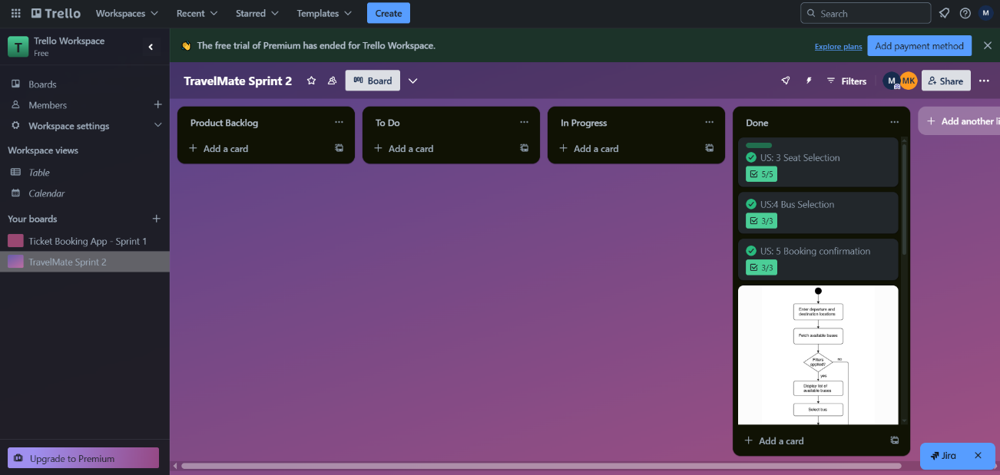 Trello
Workspaces
Recent
Starred
Templates
Create
Search
M
T
Trello Workspace
Free
👋 The free trial of Premium has ended for Trello Workspace.
Explore plans
Add payment method
Boards
Members
Workspace settings
Workspace views
Table
Calendar
Your boards
Ticket Booking App - Sprint 1
TravelMate Sprint 2
Upgrade to Premium
TravelMate Sprint 2
Board
Filters
M
MK
Share
Product Backlog
Add a card
To Do
Add a card
In Progress
Add a card
Done
US: 3 Seat Selection
5/5
US:4 Bus Selection
3/3
US: 5 Booking confirmation
3/3
Enter departure and
destination locations
Fetch available buses
Filters
applied?
no
yes
Display list of
available buses
Select bus
Add a card
Add another li
Jira